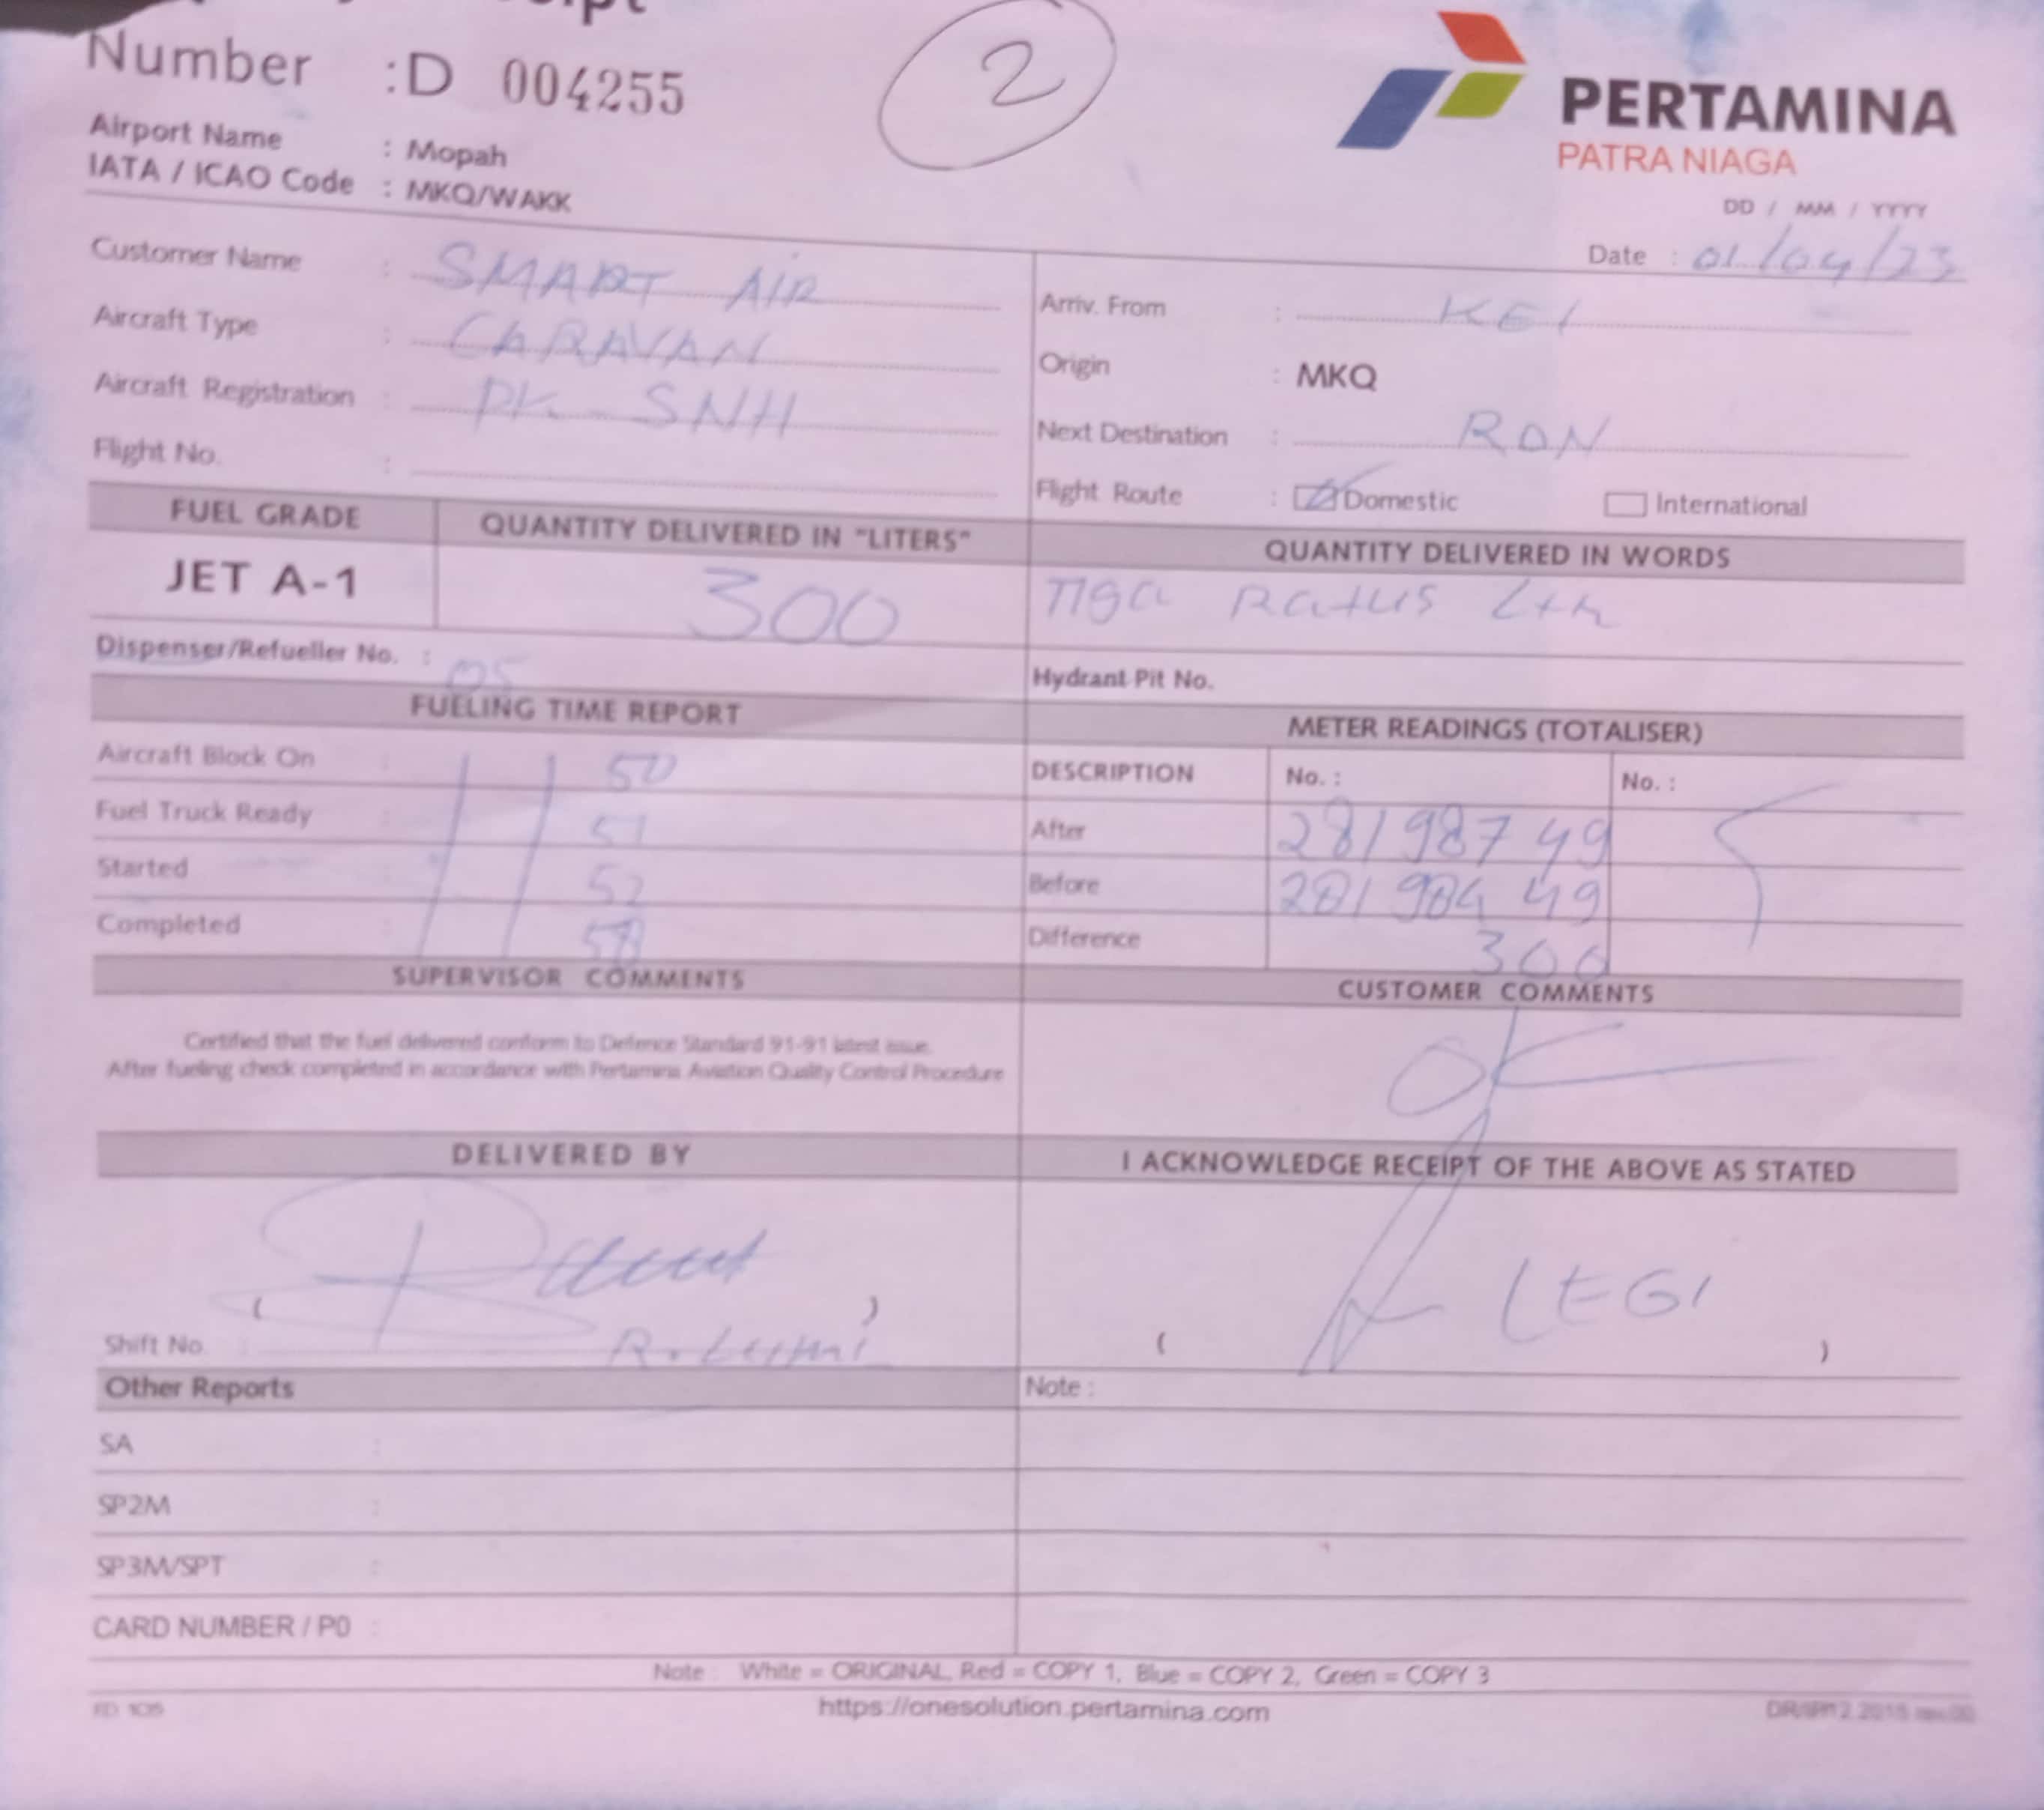 Number : D 004255
2
PERTAMINA
PATRA NIAGA
Airport Name : Mopah
IATA / ICAO Code : MKQ/WAKK
DD / MM / YYYY
Date : 01/04/23
Customer Name : SMART AIR
Aircraft Type : CARAVAN
Aircraft Registration : PK SNH
Flight No. :
Arriv. From : KEI
Origin : MKQ
Next Destination :
Flight Route : Domestic International
FUEL GRADE QUANTITY DELIVERED IN "LITERS" QUANTITY DELIVERED IN WORDS
JET A-1 300 Tiga Ratus Ltr
Dispenser/Refueller No. : 05 Hydrant Pit No.
FUELING TIME REPORT METER READINGS (TOTALISER)
Aircraft Block On : 50
Fuel Truck Ready : 51
Started : 52
Completed :
DESCRIPTION No. : No. :
After 281987 49
Before 281984 49
Difference 300
SUPERVISOR COMMENTS CUSTOMER COMMENTS
Certified that the fuel delivered conform to Defence Standard 91-91 latest issue.
After fueling check completed in accordance with Pertamina Aviation Quality Control Procedure
OK
DELIVERED BY I ACKNOWLEDGE RECEIPT OF THE ABOVE AS STATED
( ) ( LEGI )
Shift No. :
Other Reports Note :
SA :
SP2M :
SP3M/SPT :
CARD NUMBER / P0 :
Note : White = ORIGINAL, Red = COPY 1, Blue = COPY 2, Green = COPY 3
https://onesolution.pertamina.com